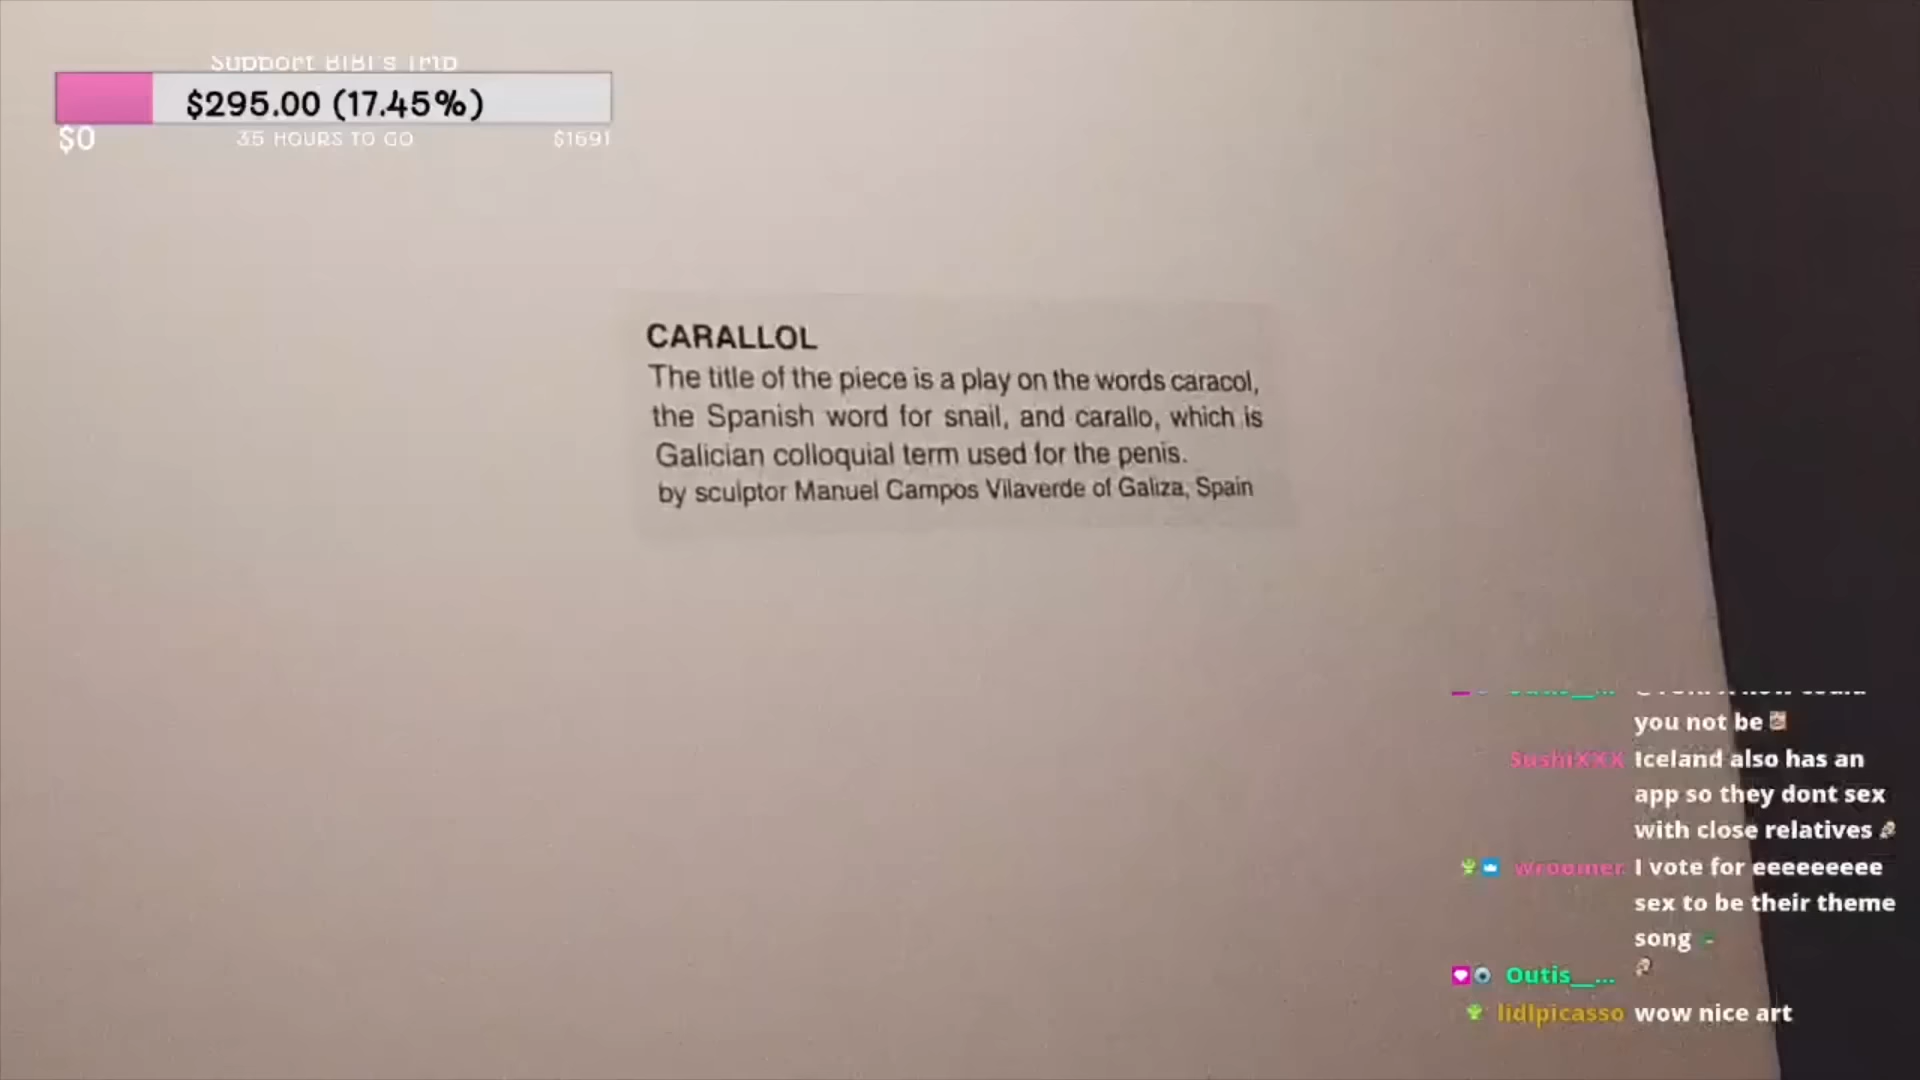 Support BIBI's Trip
$295.00 (17.45%)
$0
35 HOURS TO GO
$1691
CARALLOL
The title of the piece is a play on the words caracol,
the Spanish word for snail, and carallo, which is
Galician colloquial term used for the penis.
by sculptor Manuel Campos Vilaverde of Galiza, Spain
you not be
SushiXXX Iceland also has an
app so they dont sex
with close relatives
wroomer I vote for eeeeeeeee
sex to be their theme
song
Outis__...
lidlpicasso wow nice art